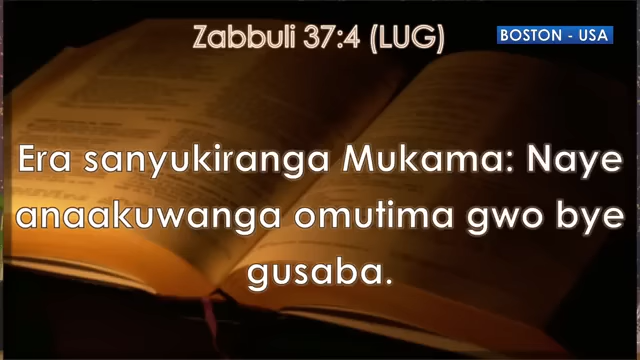 Zabbuli 37:4 (LUG)
BOSTON - USA
Era sanyukiranga Mukama: Naye
anaakuwanga omutima gwo bye
gusaba.